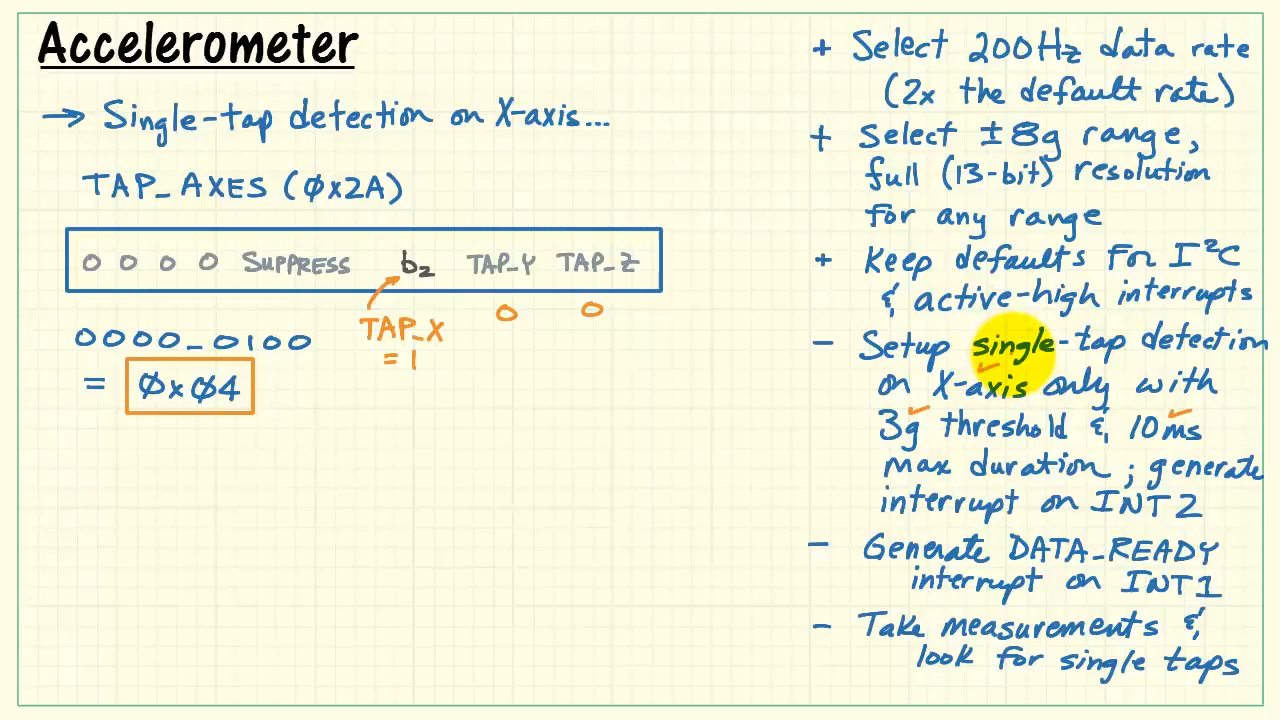 Accelerometer
→ Single-tap detection on X-axis...
TAP_AXES (0x2A)
0 0 0 0 SUPPRESS b2 TAP_Y TAP_Z
TAP_X = 1
0 0
0000_0100
= 0x04
+ Select 200Hz data rate
(2x the default rate)
+ Select ±8g range,
full (13-bit) resolution
for any range
+ Keep defaults for I²C
& active-high interrupts
- Setup single-tap detection
on X-axis only with
3g threshold & 10ms
max duration ; generate
interrupt on INT2
- Generate DATA_READY
interrupt on INT1
- Take measurements &
look for single taps